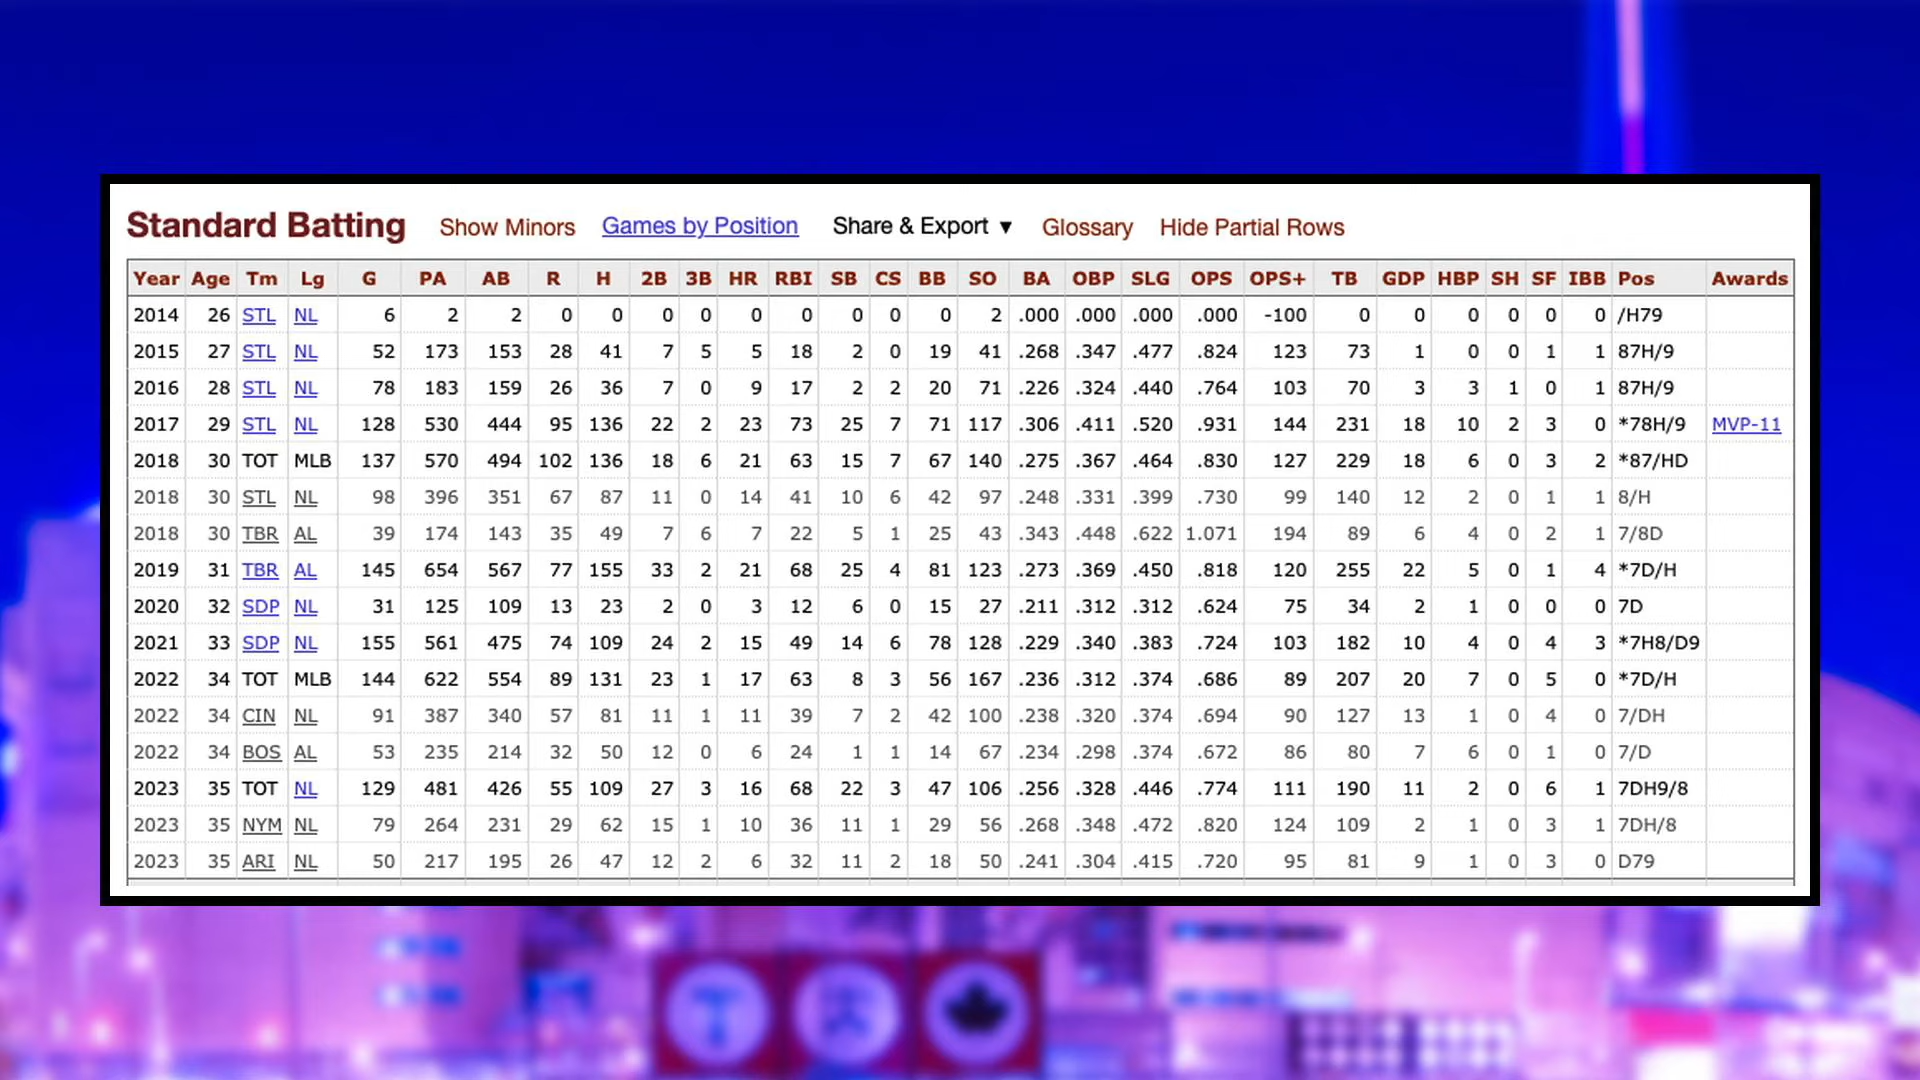 Standard Batting Show Minors Games by Position Share & Export ▼ Glossary Hide Partial Rows
Year Age Tm Lg G PA AB R H 2B 3B HR RBI SB CS BB SO BA OBP SLG OPS OPS+ TB GDP HBP SH SF IBB Pos Awards
2014 26 STL NL 6 2 2 0 0 0 0 0 0 0 0 0 2 .000 .000 .000 .000 -100 0 0 0 0 0 0 /H79
2015 27 STL NL 52 173 153 28 41 7 5 5 18 2 0 19 41 .268 .347 .477 .824 123 73 1 0 0 1 1 87H/9
2016 28 STL NL 78 183 159 26 36 7 0 9 17 2 2 20 71 .226 .324 .440 .764 103 70 3 3 1 0 1 87H/9
2017 29 STL NL 128 530 444 95 136 22 2 23 73 25 7 71 117 .306 .411 .520 .931 144 231 18 10 2 3 0 *78H/9 MVP-11
2018 30 TOT MLB 137 570 494 102 136 18 6 21 63 15 7 67 140 .275 .367 .464 .830 127 229 18 6 0 3 2 *87/HD
2018 30 STL NL 98 396 351 67 87 11 0 14 41 10 6 42 97 .248 .331 .399 .730 99 140 12 2 0 1 1 8/H
2018 30 TBR AL 39 174 143 35 49 7 6 7 22 5 1 25 43 .343 .448 .622 1.071 194 89 6 4 0 2 1 7/8D
2019 31 TBR AL 145 654 567 77 155 33 2 21 68 25 4 81 123 .273 .369 .450 .818 120 255 22 5 0 1 4 *7D/H
2020 32 SDP NL 31 125 109 13 23 2 0 3 12 6 0 15 27 .211 .312 .312 .624 75 34 2 1 0 0 0 7D
2021 33 SDP NL 155 561 475 74 109 24 2 15 49 14 6 78 128 .229 .340 .383 .724 103 182 10 4 0 4 3 *7H8/D9
2022 34 TOT MLB 144 622 554 89 131 23 1 17 63 8 3 56 167 .236 .312 .374 .686 89 207 20 7 0 5 0 *7D/H
2022 34 CIN NL 91 387 340 57 81 11 1 11 39 7 2 42 100 .238 .320 .374 .694 90 127 13 1 0 4 0 7/DH
2022 34 BOS AL 53 235 214 32 50 12 0 6 24 1 1 14 67 .234 .298 .374 .672 86 80 7 6 0 1 0 7/D
2023 35 TOT NL 129 481 426 55 109 27 3 16 68 22 3 47 106 .256 .328 .446 .774 111 190 11 2 0 6 1 7DH9/8
2023 35 NYM NL 79 264 231 29 62 15 1 10 36 11 1 29 56 .268 .348 .472 .820 124 109 2 1 0 3 1 7DH/8
2023 35 ARI NL 50 217 195 26 47 12 2 6 32 11 2 18 50 .241 .304 .415 .720 95 81 9 1 0 3 0 D79